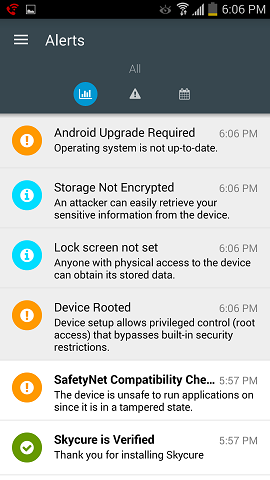 6:06 PM
Alerts
All
Android Upgrade Required 6:06 PM
Operating system is not up-to-date.
Storage Not Encrypted 6:06 PM
An attacker can easily retrieve your
sensitive information from the device.
Lock screen not set 6:06 PM
Anyone with physical access to the device
can obtain its stored data.
Device Rooted 6:06 PM
Device setup allows privileged control (root
access) that bypasses built-in security
restrictions.
SafetyNet Compatibility Che... 5:57 PM
The device is unsafe to run applications on
since it is in a tampered state.
Skycure is Verified 5:57 PM
Thank you for installing Skycure